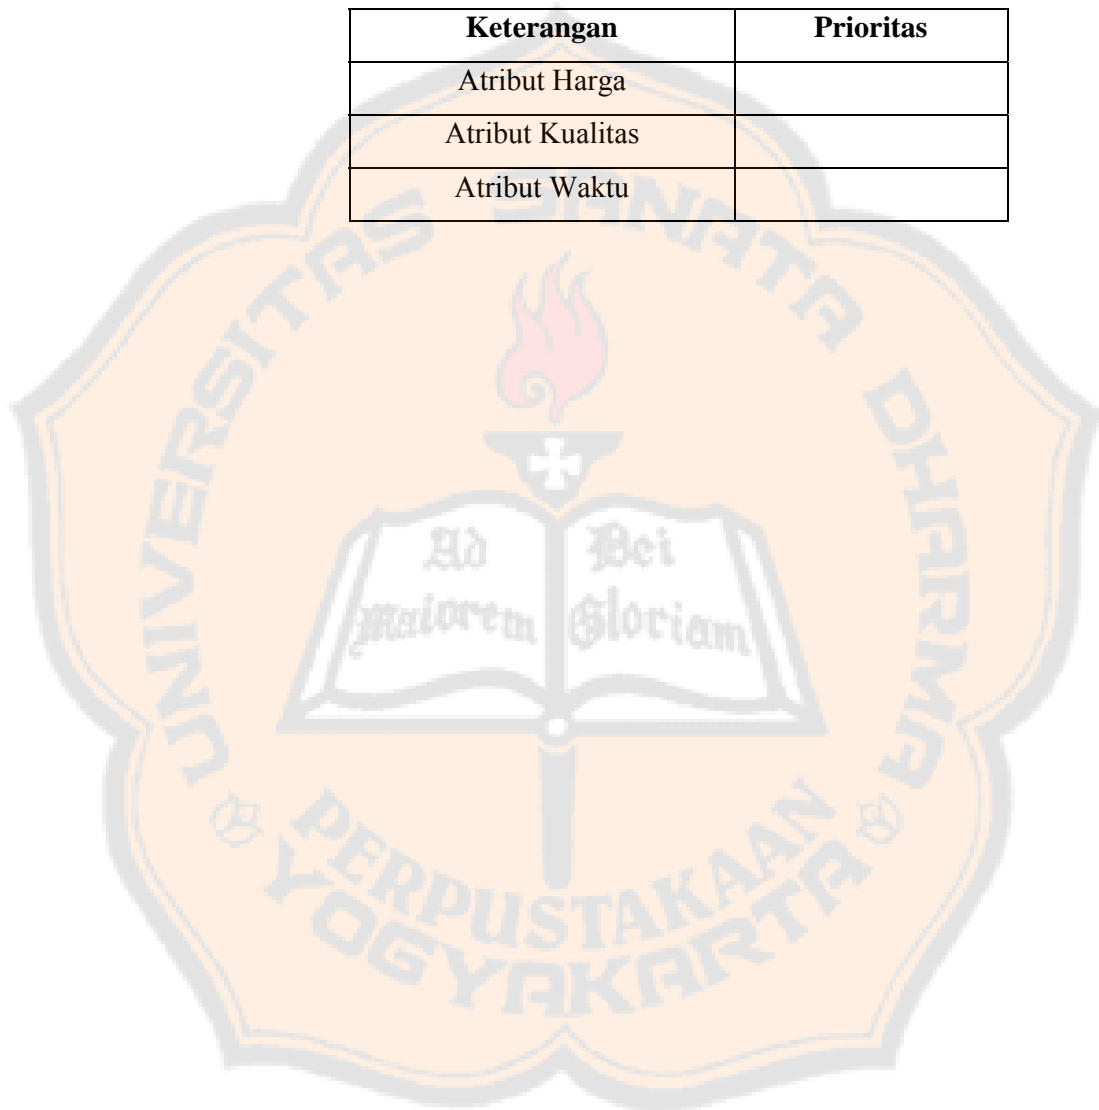 Keterangan Prioritas
Atribut Harga
Atribut Kualitas
Atribut Waktu
UNIVERSITAS SANATA DHARMA
Ad Dei
maiorem Gloriam
PERPUSTAKAAN
YOGYAKARTA